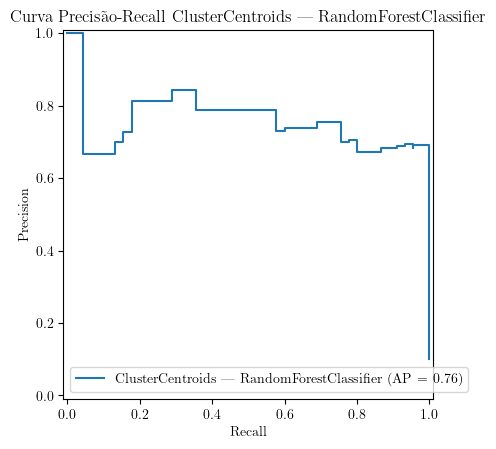 Curva Precisão-Recall ClusterCentroids — RandomForestClassifier
1.0
0.8
0.6
0.4
0.2
0.0
Precision
ClusterCentroids — RandomForestClassifier (AP = 0.76)
0.0 0.2 0.4 0.6 0.8 1.0
Recall